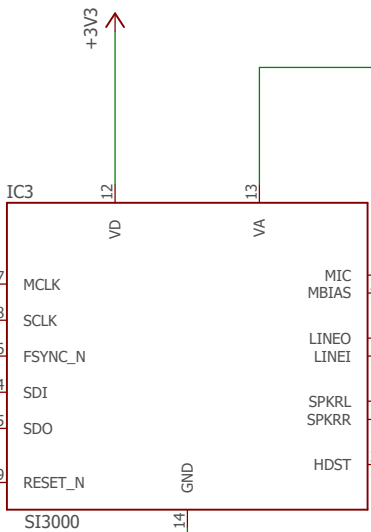 +3V3
IC3
12
13
VD
VA
MCLK
SCLK
FSYNC_N
SDI
SDO
RESET_N
MIC
MBIAS
LINEO
LINEI
SPKRL
SPKRR
HDST
GND
SI3000
14